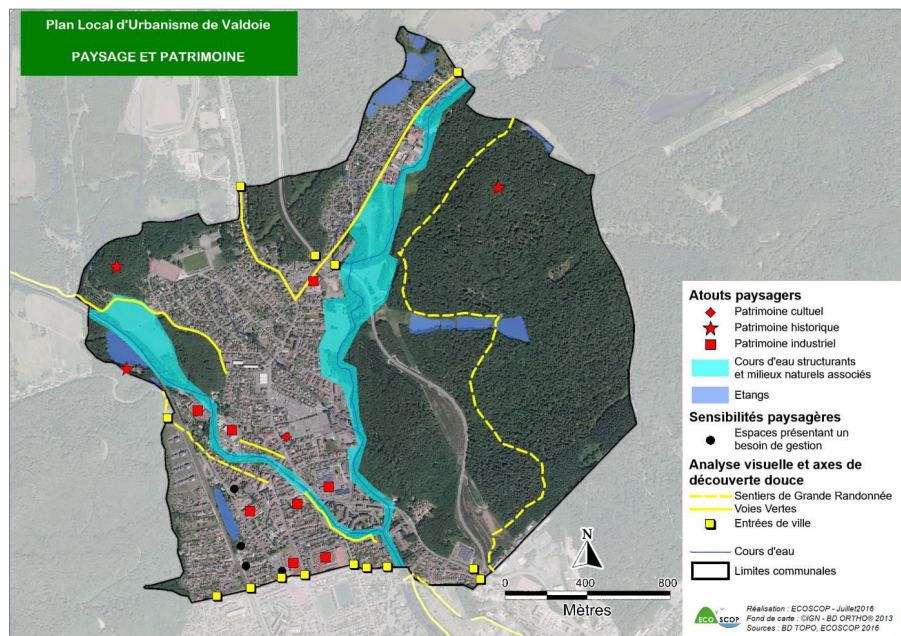 Plan Local d'Urbanisme de Valdoie
PAYSAGE ET PATRIMOINE
Atouts paysagers
Patrimoine cultuel
Patrimoine historique
Patrimoine industriel
Cours d'eau structurants
et milieux naturels associés
Etangs
Sensibilités paysagères
Espaces présentant un
besoin de gestion
Analyse visuelle et axes de
découverte douce
Sentiers de Grande Randonnée
Voies Vertes
Entrées de ville
Cours d'eau
Limites communales
N
0 400 800
Mètres
ECO SCOP
Réalisation : ECOSCOP - Juillet2016
Fond de carte : ©IGN - BD ORTHO® 2013
Sources : BD TOPO, ECOSCOP 2016